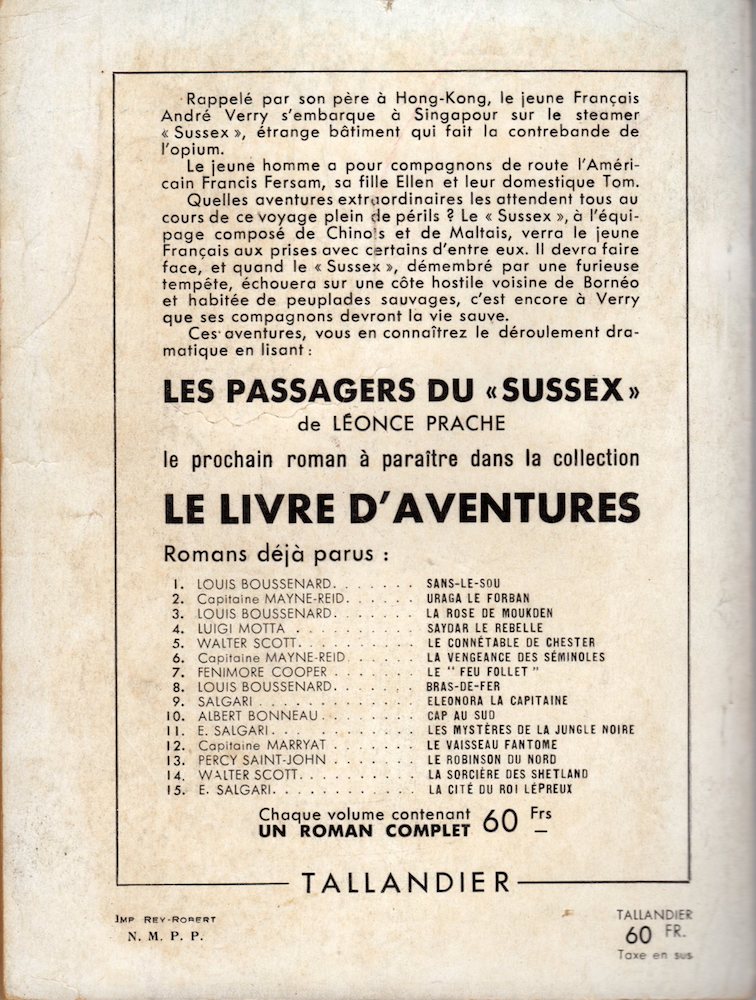 Rappelé par son père à Hong-Kong, le jeune Français
André Verry s'embarque à Singapour sur le steamer
« Sussex », étrange bâtiment qui fait la contrebande de
l'opium.
Le jeune homme a pour compagnons de route l'Améri-
cain Francis Fersam, sa fille Ellen et leur domestique Tom.
Quelles aventures extraordinaires les attendent tous au
cours de ce voyage plein de périls ? Le « Sussex », à l'équi-
page composé de Chinois et de Maltais, verra le jeune
Français aux prises avec certains d'entre eux. Il devra faire
face, et quand le « Sussex », démembré par une furieuse
tempête, échouera sur une côte hostile voisine de Bornéo
et habitée de peuplades sauvages, c'est encore à Verry
que ses compagnons devront la vie sauve.
Ces aventures, vous en connaîtrez le déroulement dra-
matique en lisant :
LES PASSAGERS DU « SUSSEX »
de LÉONCE PRACHE
le prochain roman à paraître dans la collection
LE LIVRE D'AVENTURES
Romans déjà parus :
1. LOUIS BOUSSENARD. . . . . . . SANS-LE-SOU
2. Capitaine MAYNE-REID. . . . . . URAGA LE FORBAN
3. LOUIS BOUSSENARD. . . . . . . LA ROSE DE MOUKDEN
4. LUIGI MOTTA . . . . . . . . . . SAYDAR LE REBELLE
5. WALTER SCOTT. . . . . . . . . . LE CONNÉTABLE DE CHESTER
6. Capitaine MAYNE-REID. . . . . . LA VENGEANCE DES SÉMINOLES
7. FENIMORE COOPER . . . . . . . LE " FEU FOLLET "
8. LOUIS BOUSSENARD. . . . . . . BRAS-DE-FER
9. SALGARI . . . . . . . . . . . . . ELEONORA LA CAPITAINE
10. ALBERT BONNEAU. . . . . . . . CAP AU SUD
11. E. SALGARI. . . . . . . . . . . . LES MYSTÈRES DE LA JUNGLE NOIRE
12. Capitaine MARRYAT . . . . . . . LE VAISSEAU FANTOME
13. PERCY SAINT-JOHN . . . . . . . LE ROBINSON DU NORD
14. WALTER SCOTT. . . . . . . . . . LA SORCIÈRE DES SHETLAND
15. E. SALGARI. . . . . . . . . . . . LA CITÉ DU ROI LÉPREUX
Chaque volume contenant
UN ROMAN COMPLET 60 Frs
TALLANDIER
IMP REY-ROBERT
N. M. P. P.
TALLANDIER
60 FR.
Taxe en sus